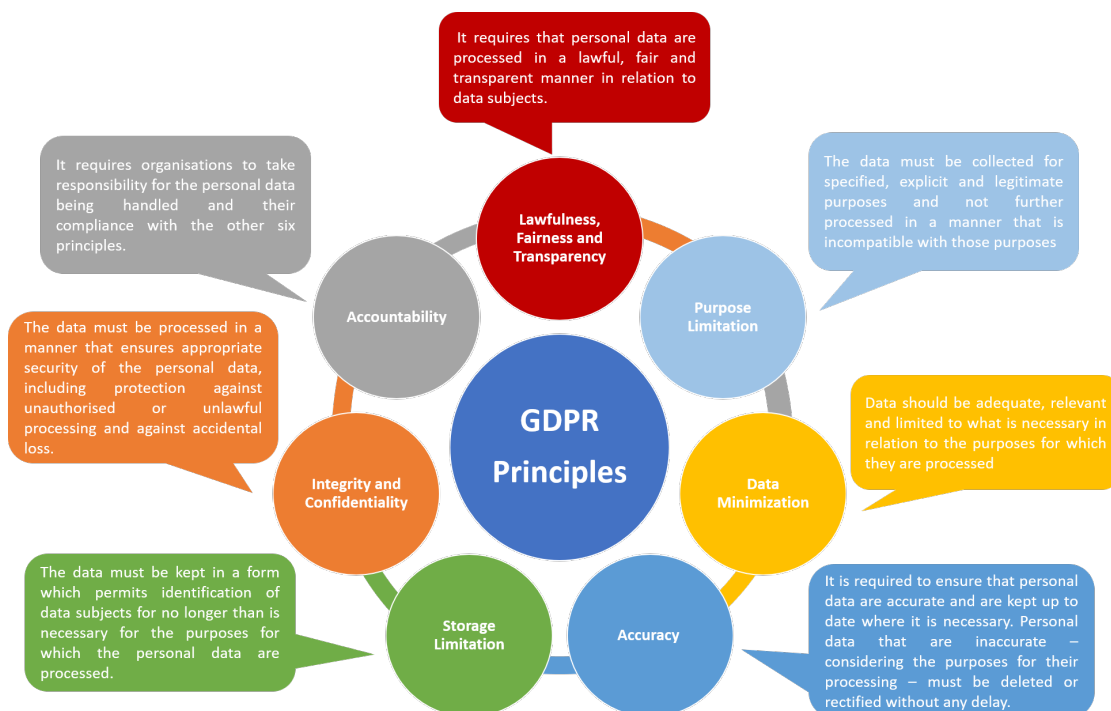 It requires that personal data are
processed in a lawful, fair and
transparent manner in relation to
data subjects.
It requires organisations to take
responsibility for the personal data
being handled and their
compliance with the other six
principles.
The data must be collected for
specified, explicit and legitimate
purposes and not further
processed in a manner that is
incompatible with those purposes
Lawfulness,
Fairness and
Transparency
Accountability
Purpose
Limitation
The data must be processed in a
manner that ensures appropriate
security of the personal data,
including protection against
unauthorised or unlawful
processing and against accidental
loss.
GDPR
Principles
Data should be adequate, relevant
and limited to what is necessary in
relation to the purposes for which
they are processed
Integrity and
Confidentiality
Data
Minimization
The data must be kept in a form
which permits identification of
data subjects for no longer than is
necessary for the purposes for
which the personal data are
processed.
Storage
Limitation
Accuracy
It is required to ensure that personal
data are accurate and are kept up to
date where it is necessary. Personal
data that are inaccurate –
considering the purposes for their
processing – must be deleted or
rectified without any delay.